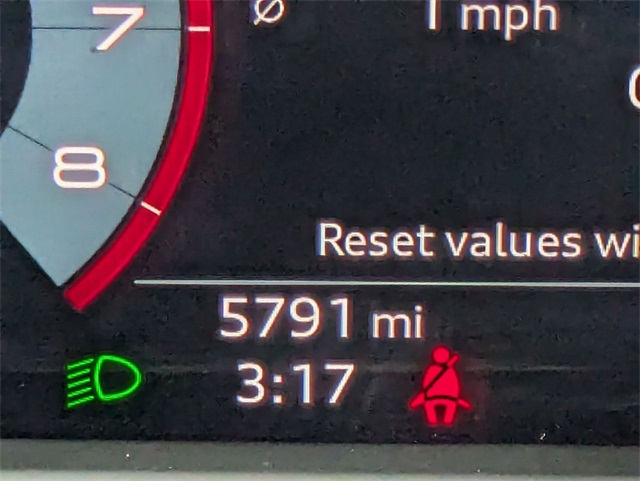 7
Ø 1 mph
8
Reset values wi
5791 mi
3:17